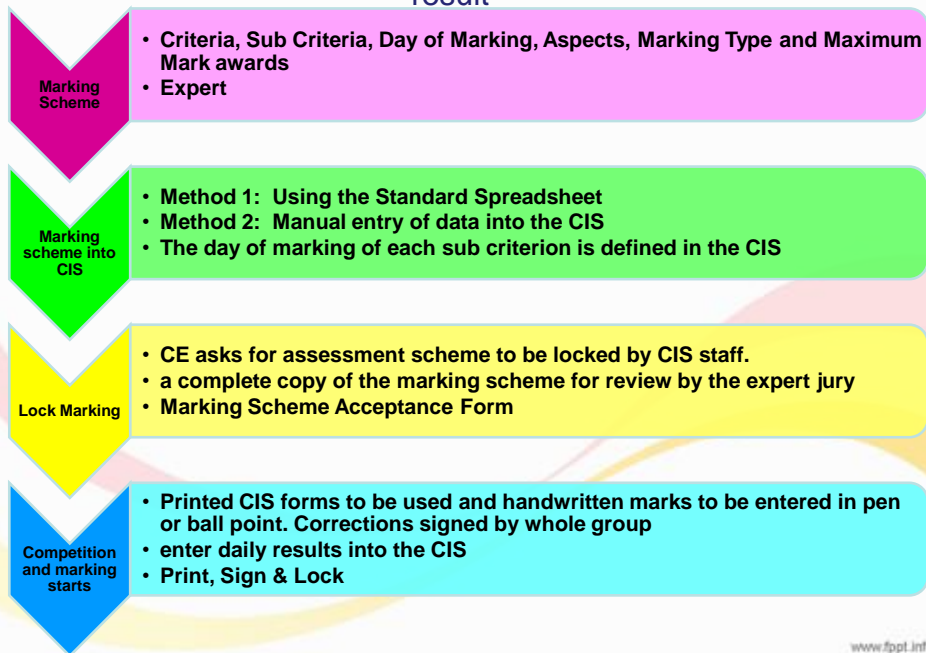 result
Marking
Scheme
• Criteria, Sub Criteria, Day of Marking, Aspects, Marking Type and Maximum
Mark awards
• Expert
Marking
scheme into
CIS
• Method 1: Using the Standard Spreadsheet
• Method 2: Manual entry of data into the CIS
• The day of marking of each sub criterion is defined in the CIS
Lock Marking
• CE asks for assessment scheme to be locked by CIS staff.
• a complete copy of the marking scheme for review by the expert jury
• Marking Scheme Acceptance Form
Competition
and marking
starts
• Printed CIS forms to be used and handwritten marks to be entered in pen
or ball point. Corrections signed by whole group
• enter daily results into the CIS
• Print, Sign & Lock
www.fppt.inf